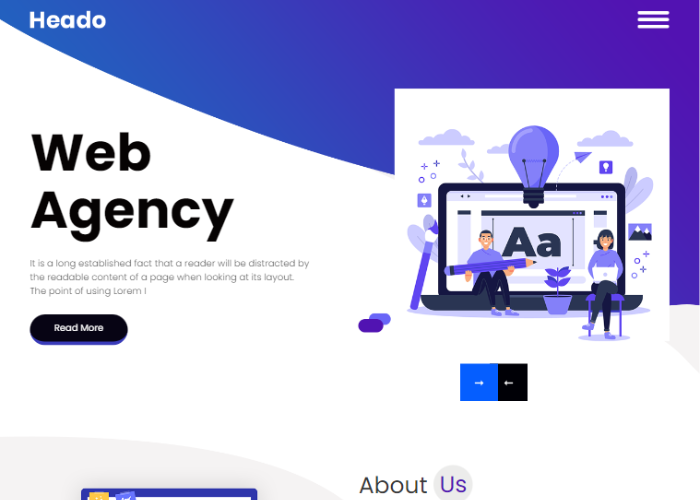 Heado
Web
Agency
It is a long established fact that a reader will be distracted by
the readable content of a page when looking at its layout.
The point of using Lorem I
Read More
Aa
→ ←
About Us